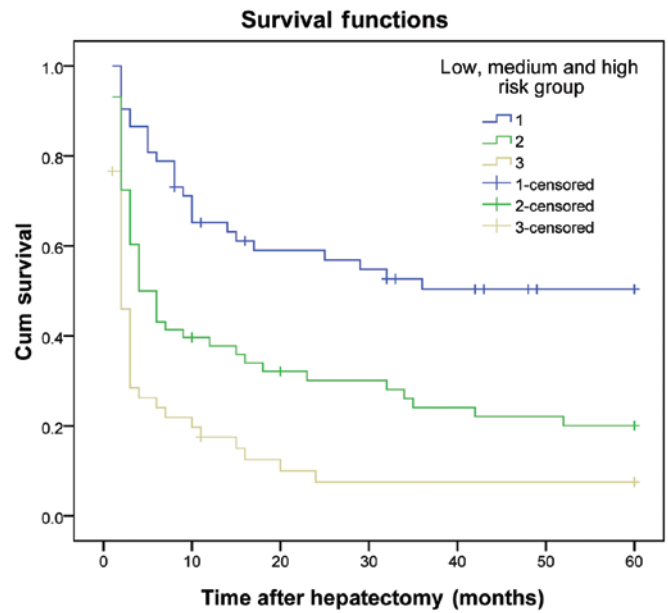 Survival functions
Low, medium and high
risk group
1
2
3
1-censored
2-censored
3-censored
Cum survival
1.0
0.8
0.6
0.4
0.2
0.0
0
10
20
30
40
50
60
Time after hepatectomy (months)